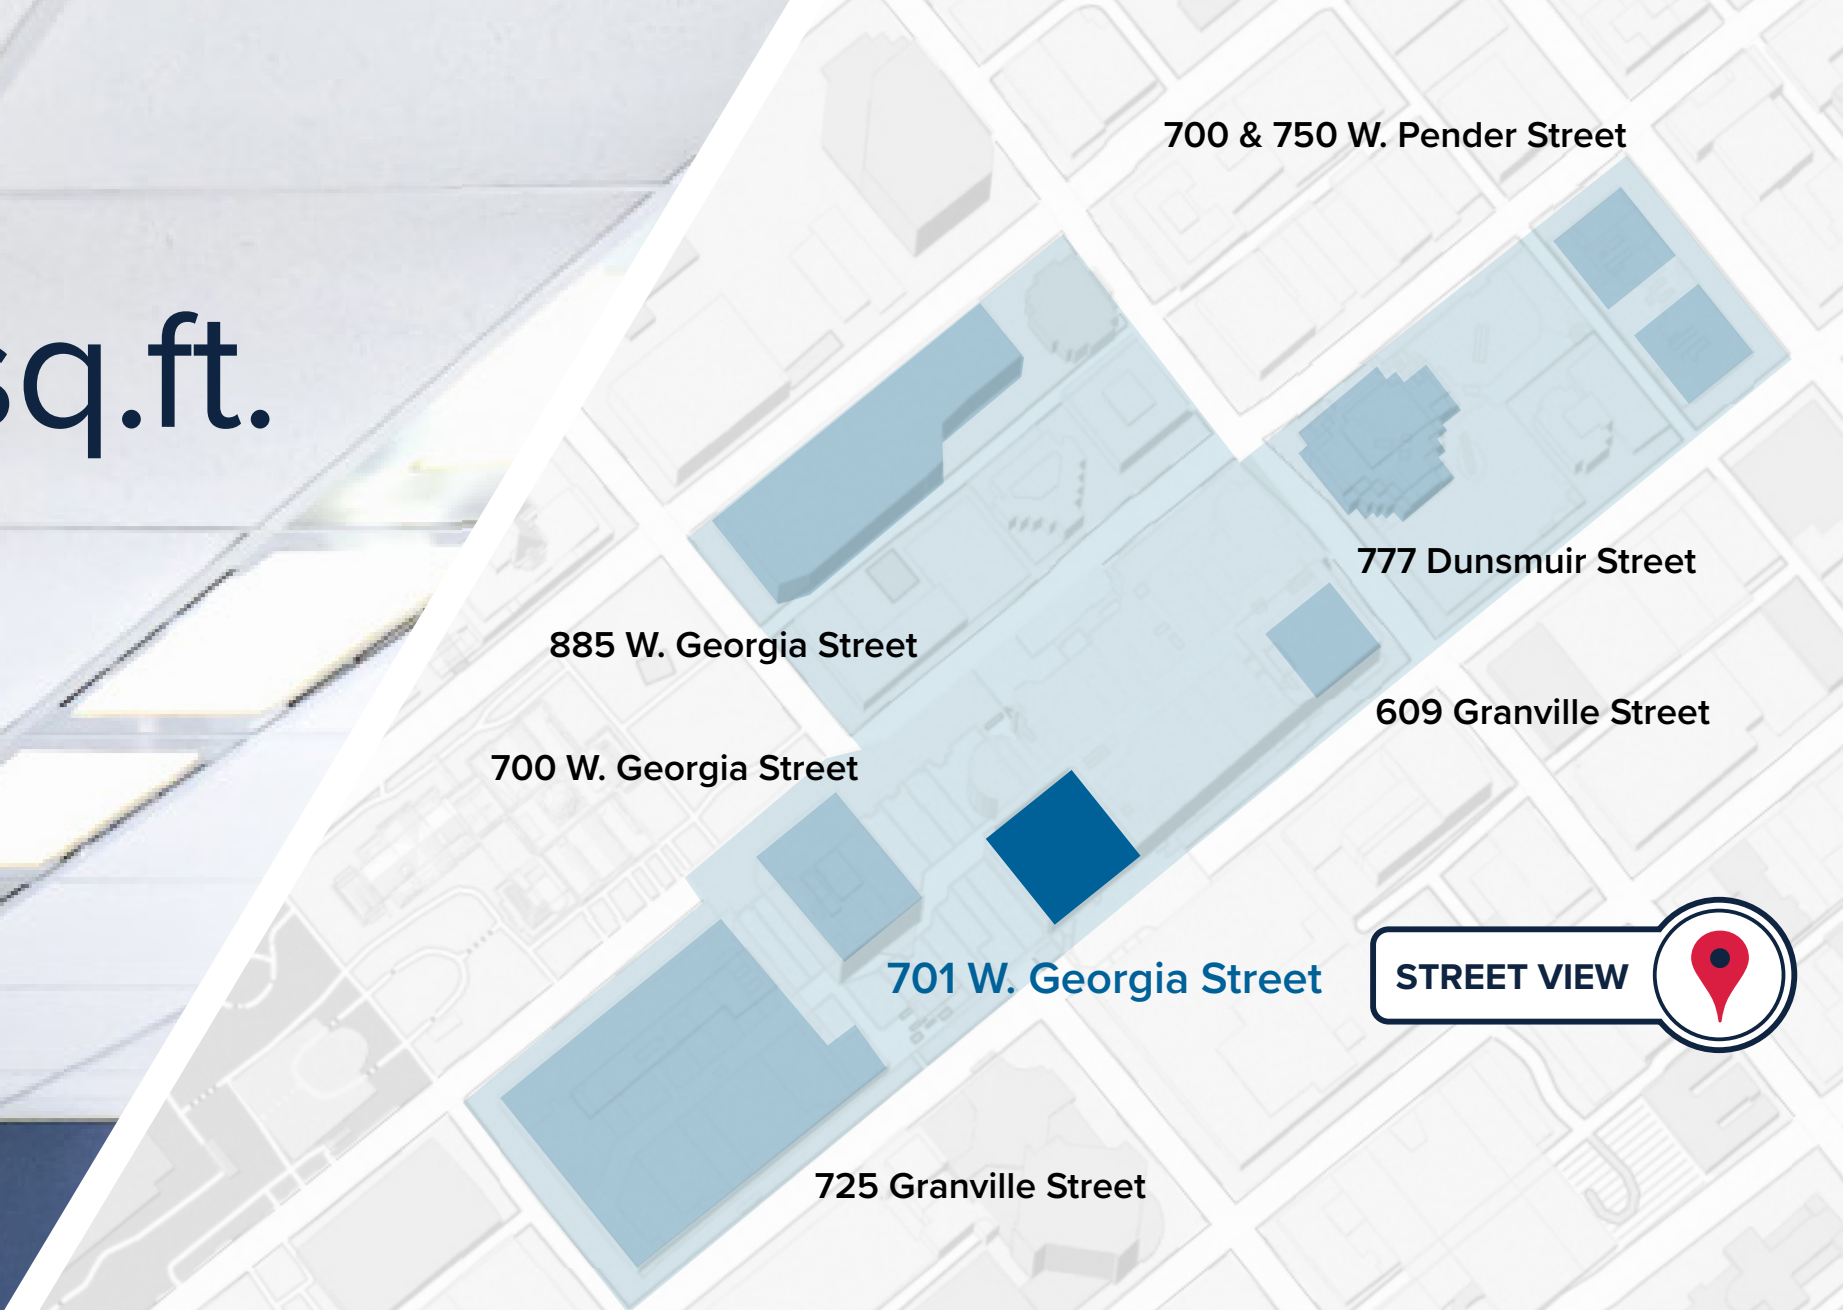 sq.ft.
700 & 750 W. Pender Street
777 Dunsmuir Street
885 W. Georgia Street
609 Granville Street
700 W. Georgia Street
701 W. Georgia Street
STREET VIEW
725 Granville Street